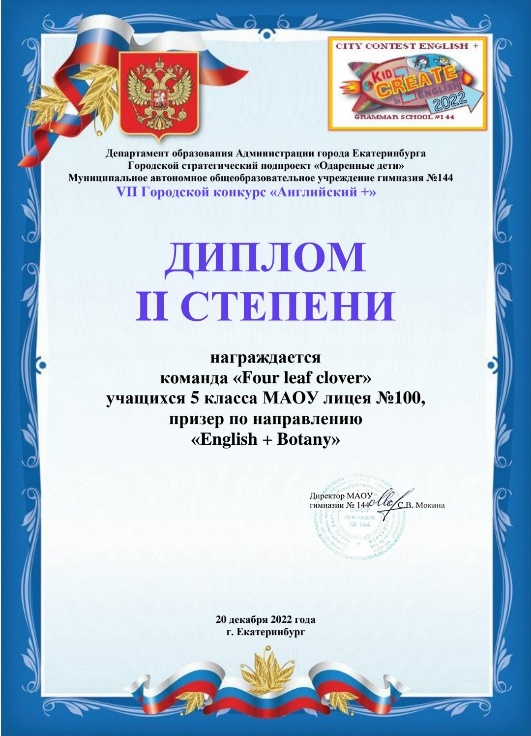 CITY CONTEST ENGLISH +
KID
CREATE
IN ENGLISH
2022
GRAMMAR SCHOOL #144
Департамент образования Администрации города Екатеринбурга
Городской стратегический подпроект «Одаренные дети»
Муниципальное автономное общеобразовательное учреждение гимназия №144
VII Городской конкурс «Английский +»
ДИПЛОМ
II СТЕПЕНИ
награждается
команда «Four leaf clover»
учащихся 5 класса МАОУ лицея №100,
призер по направлению
«English + Botany»
Директор МАОУ
гимназии № 144 С.В. Мокина
№ 144
20 декабря 2022 года
г. Екатеринбург